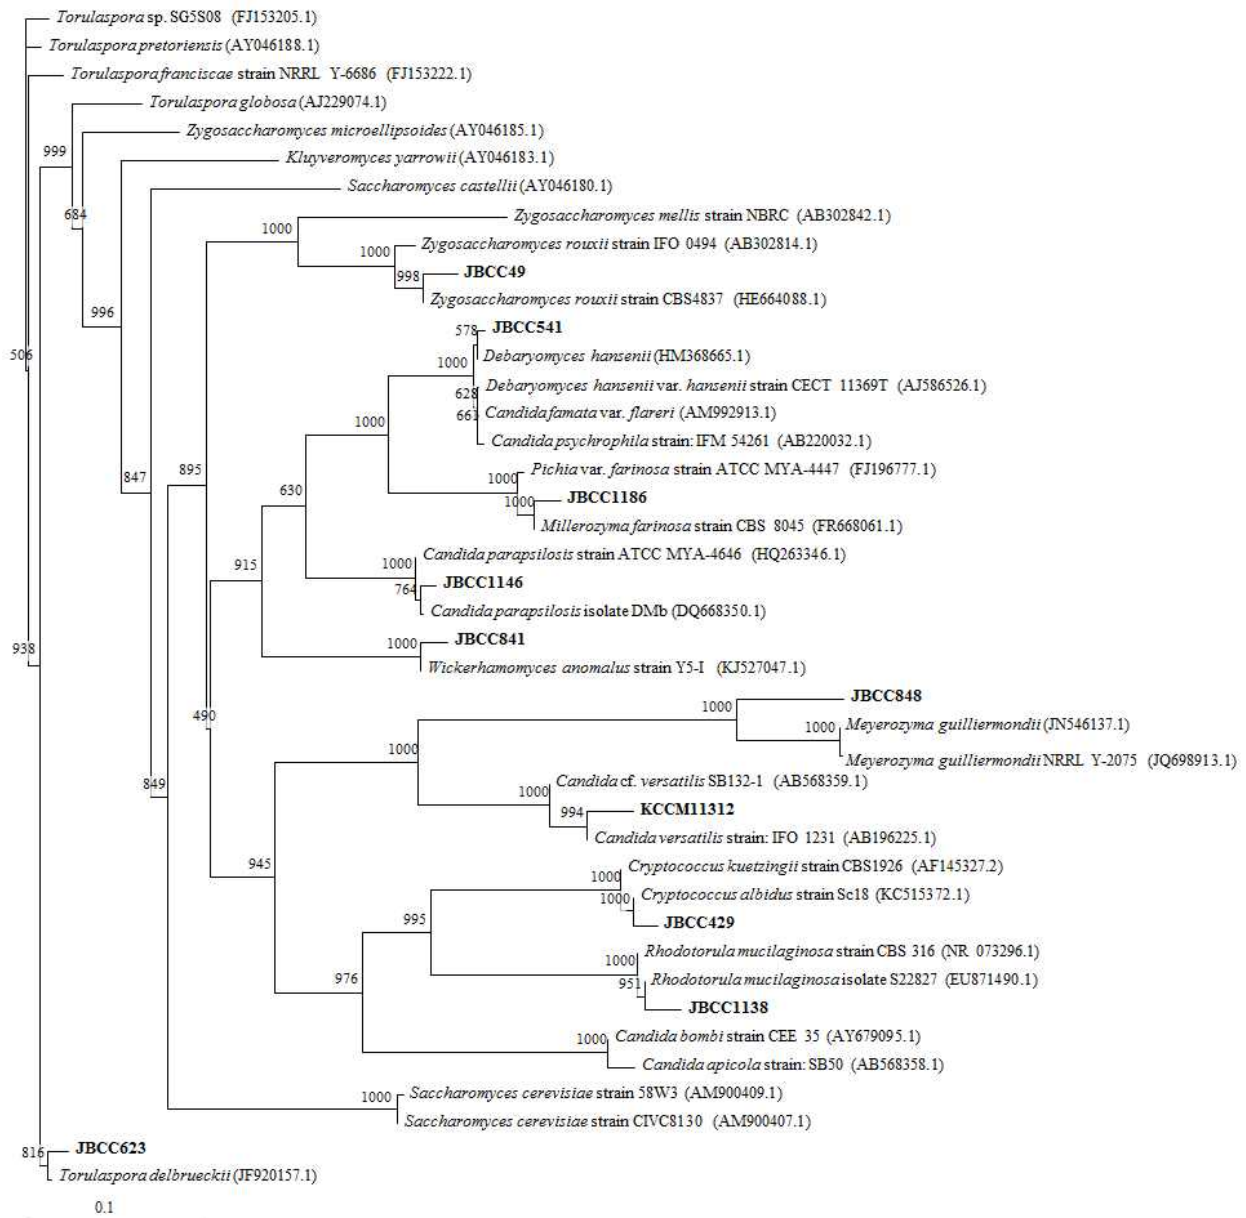 Torulaspora sp. SG5S08 (FJ153205.1)
Torulaspora pretoriensis (AY046188.1)
Torulaspora franciscae strain NRRL Y-6686 (FJ153222.1)
Torulaspora globosa (AJ229074.1)
Zygosaccharomyces microellipsoides (AY046185.1)
999
Kluyveromyces yarrowii (AY046183.1)
Saccharomyces castellii (AY046180.1)
684
Zygosaccharomyces mellis strain NBRC (AB302842.1)
1000
Zygosaccharomyces rouxii strain IFO 0494 (AB302814.1)
1000
JBCC49
998
Zygosaccharomyces rouxii strain CBS4837 (HE664088.1)
996
JBCC541
578
506
Debaryomyces hansenii (HM368665.1)
1000
Debaryomyces hansenii var. hansenii strain CECT 11369T (AJ586526.1)
628
Candida famata var. flareri (AM992913.1)
661
1000
Candida psychrophila strain: IFM 54261 (AB220032.1)
895
Pichia var. farinosa strain ATCC MYA-4447 (FJ196777.1)
847
1000
630
JBCC1186
1000
Millerozyma farinosa strain CBS 8045 (FR668061.1)
Candida parapsilosis strain ATCC MYA-4646 (HQ263346.1)
915
1000
JBCC1146
764
Candida parapsilosis isolate DMb (DQ668350.1)
JBCC841
1000
938
Wickerhamomyces anomalus strain Y5-I (KJ527047.1)
JBCC848
1000
490
Meyerozyma guilliermondii (JN546137.1)
1000
1000
Meyerozyma guilliermondii NRRL Y-2075 (JQ698913.1)
849
Candida cf. versatilis SB132-1 (AB568359.1)
1000
KCCM11312
994
Candida versatilis strain: IFO 1231 (AB196225.1)
945
Cryptococcus kuetzingii strain CBS1926 (AF145327.2)
1000
Cryptococcus albidus strain Sc18 (KC515372.1)
1000
995
JBCC429
Rhodotorula mucilaginosa strain CBS 316 (NR 073296.1)
1000
976
Rhodotorula mucilaginosa isolate S22827 (EU871490.1)
951
JBCC1138
Candida bombi strain CEE 35 (AY679095.1)
1000
Candida apicola strain: SB50 (AB568358.1)
Saccharomyces cerevisiae strain 58W3 (AM900409.1)
1000
Saccharomyces cerevisiae strain CIVC8130 (AM900407.1)
JBCC623
816
Torulaspora delbrueckii (JF920157.1)
0.1